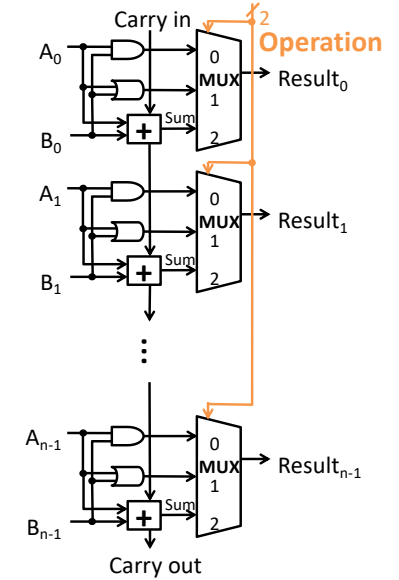 Carry in
2
Operation
A₀
0
MUX
Result₀
1
Sum
+
B₀
2
A₁
0
MUX
Result₁
1
Sum
+
B₁
2
...
Aₙ₋₁
0
MUX
Resultₙ₋₁
1
Sum
+
Bₙ₋₁
2
Carry out